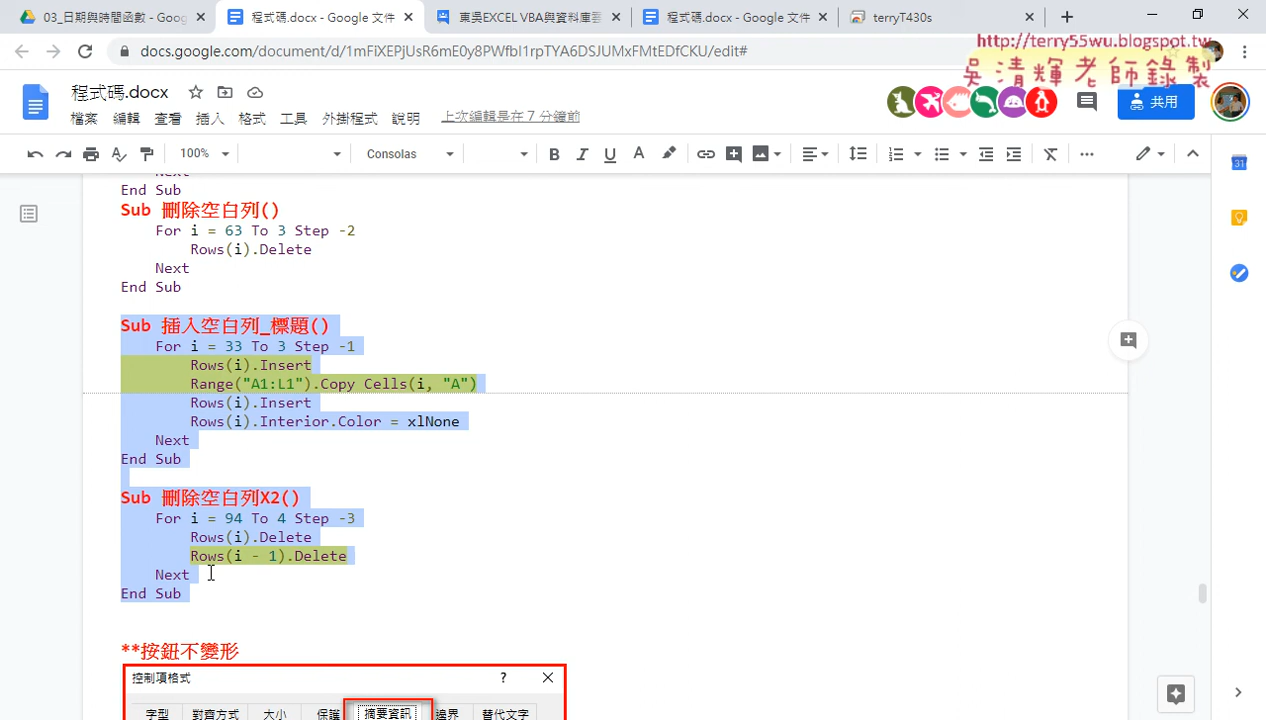 03_日期與時間函數 - Goog
程式碼.docx - Google 文件
東吳EXCEL VBA與資料庫
程式碼.docx - Google 文件
terryT430s
docs.google.com/document/d/1mFiXEPjUsR6mE0y8PWfbI1rpTYA6DSJUMxFMtEDfCKU/edit#
http://terry55wu.blogspot.tw
吳清輝老師錄製
程式碼.docx
檔案 編輯 查看 插入 格式 工具 外掛程式 說明 上次編輯是在 7 分鐘前
共用
100% Consolas B I U A
31
End Sub
Sub 刪除空白列()
For i = 63 To 3 Step -2
Rows(i).Delete
Next
End Sub
Sub 插入空白列_標題()
For i = 33 To 3 Step -1
Rows(i).Insert
Range("A1:L1").Copy Cells(i, "A")
Rows(i).Insert
Rows(i).Interior.Color = xlNone
Next
End Sub
Sub 刪除空白列X2()
For i = 94 To 4 Step -3
Rows(i).Delete
Rows(i - 1).Delete
Next
End Sub
**按鈕不變形
控制項格式 ?
字型 對齊方式 大小 保護 摘要資訊 邊界 替代文字